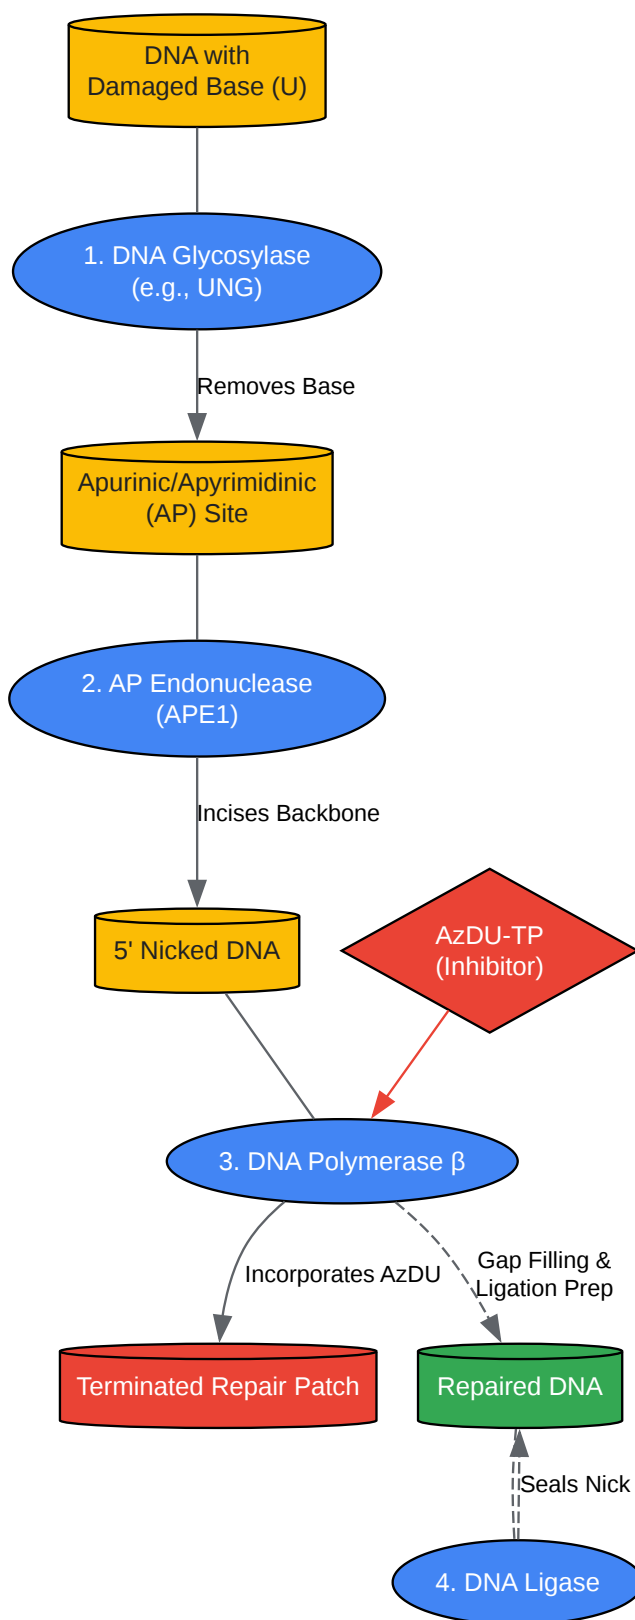 DNA with
Damaged Base (U)
1. DNA Glycosylase
(e.g., UNG)
Removes Base
Apurinic/Apyrimidinic
(AP) Site
2. AP Endonuclease
(APE1)
Incises Backbone
5' Nicked DNA
AzDU-TP
(Inhibitor)
3. DNA Polymerase β
Incorporates AzDU
Gap Filling &
Ligation Prep
Terminated Repair Patch
Repaired DNA
Seals Nick
4. DNA Ligase